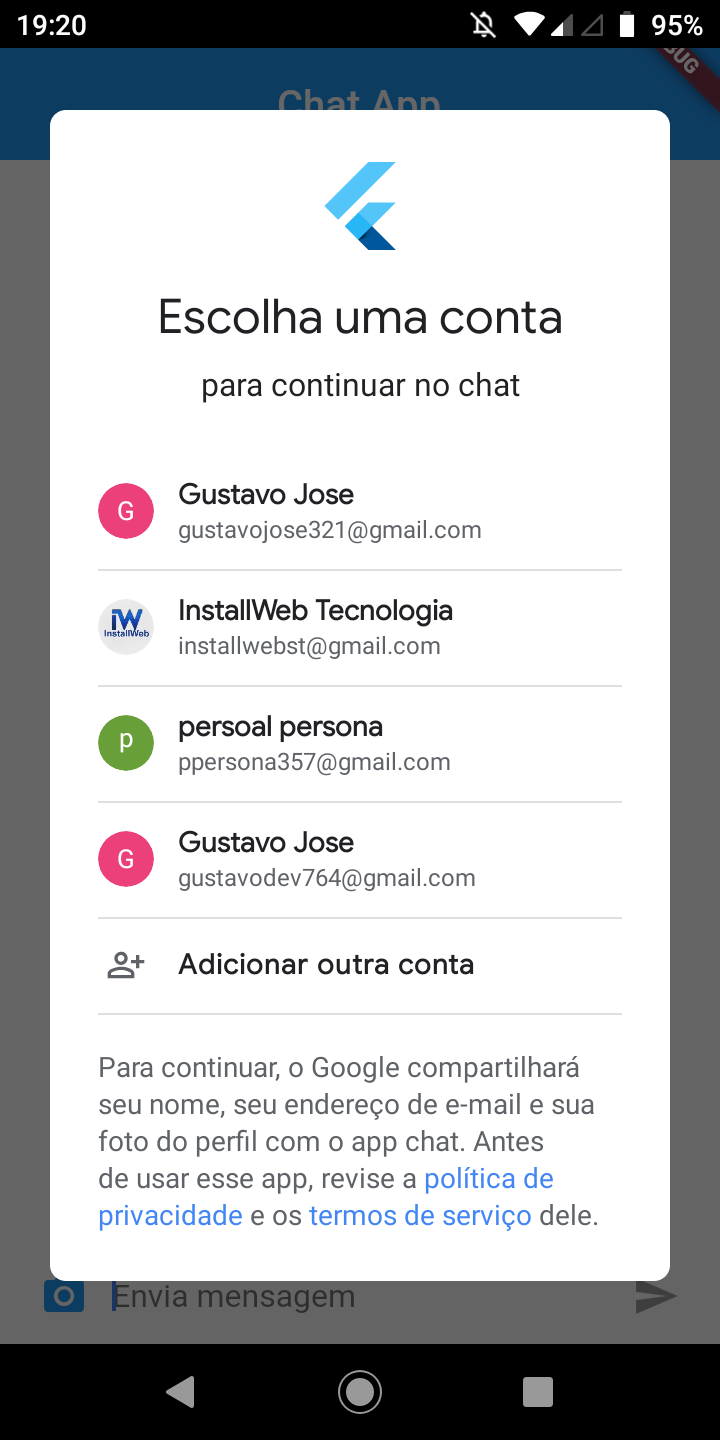 19:20
95%
BUG
Chat App
Escolha uma conta
para continuar no chat
G
Gustavo Jose
gustavojose321@gmail.com
iW
InstallWeb
InstallWeb Tecnologia
installwebst@gmail.com
p
persoal persona
ppersona357@gmail.com
G
Gustavo Jose
gustavodev764@gmail.com
Adicionar outra conta
Para continuar, o Google compartilhará
seu nome, seu endereço de e-mail e sua
foto do perfil com o app chat. Antes
de usar esse app, revise a política de
privacidade e os termos de serviço dele.
Envia mensagem